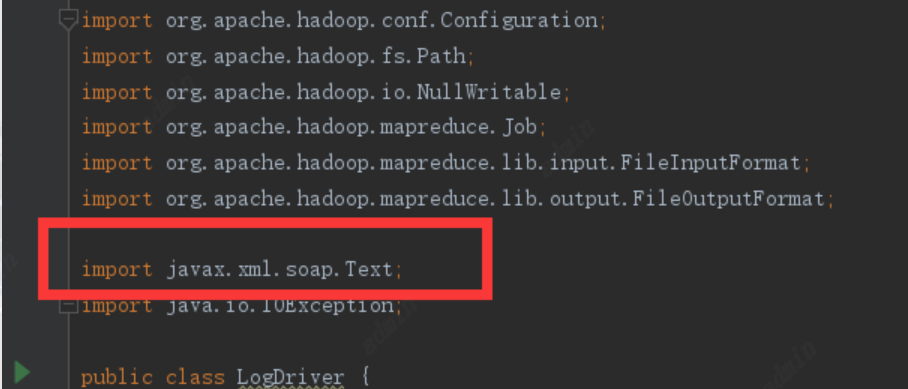 import org.apache.hadoop.conf.Configuration;
import org.apache.hadoop.fs.Path;
import org.apache.hadoop.io.NullWritable;
import org.apache.hadoop.mapreduce.Job;
import org.apache.hadoop.mapreduce.lib.input.FileInputFormat;
import org.apache.hadoop.mapreduce.lib.output.FileOutputFormat;
import javax.xml.soap.Text;
import java.io.IOException;
public class LogDriver {